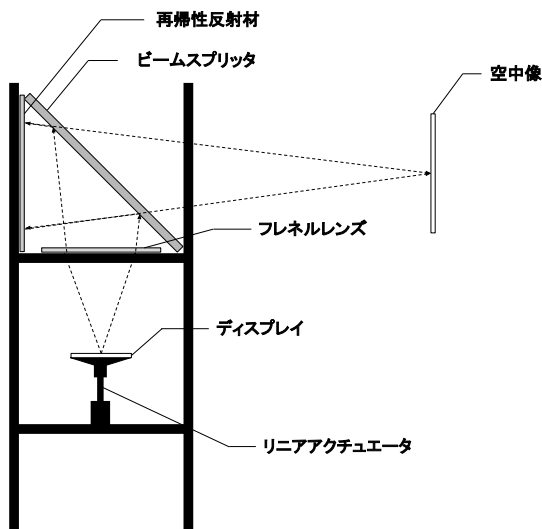 再帰性反射材
ビームスプリッタ
空中像
フレネルレンズ
ディスプレイ
リニアアクチュエータ